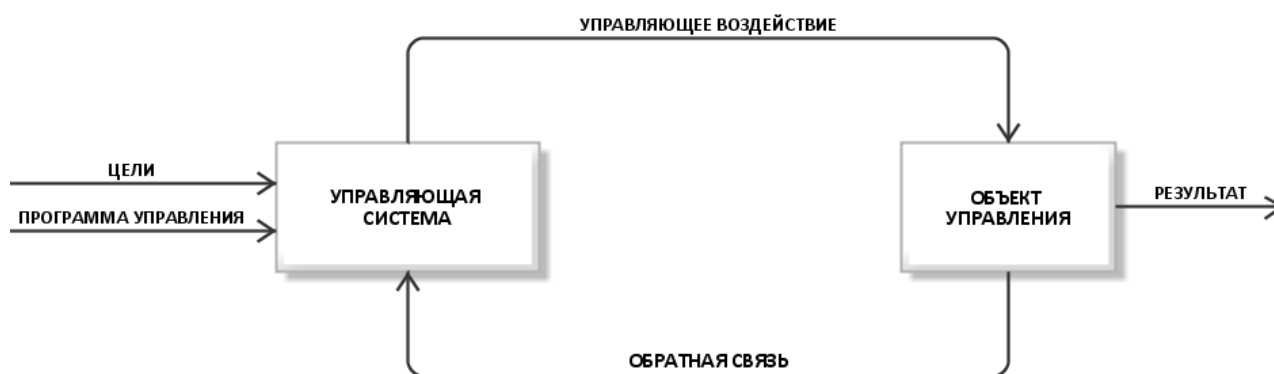 УПРАВЛЯЮЩЕЕ ВОЗДЕЙСТВИЕ
ЦЕЛИ
ПРОГРАММА УПРАВЛЕНИЯ
УПРАВЛЯЮЩАЯ
СИСТЕМА
ОБЪЕКТ
УПРАВЛЕНИЯ
РЕЗУЛЬТАТ
ОБРАТНАЯ СВЯЗЬ